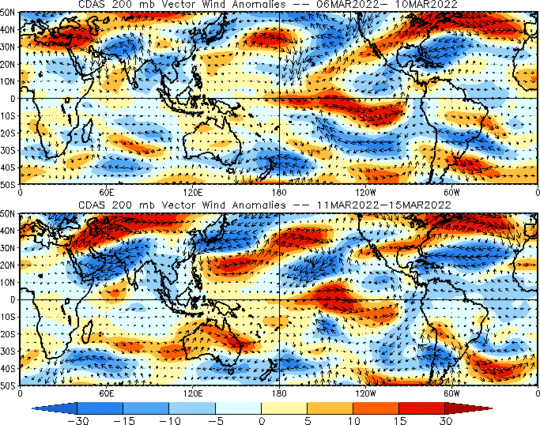 CDAS 200 mb Vector Wind Anomalies -- 06MAR2022- 10MAR2022
50N
40N
30N
20N
10N
0
10S
20S
30S
40S
50S
0 60E 120E 180 120W 60W 0
CDAS 200 mb Vector Wind Anomalies -- 11MAR2022-15MAR2022
50N
40N
30N
20N
10N
0
10S
20S
30S
40S
50S
0 60E 120E 180 120W 60W 0
-30 -15 -10 -5 0 5 10 15 30